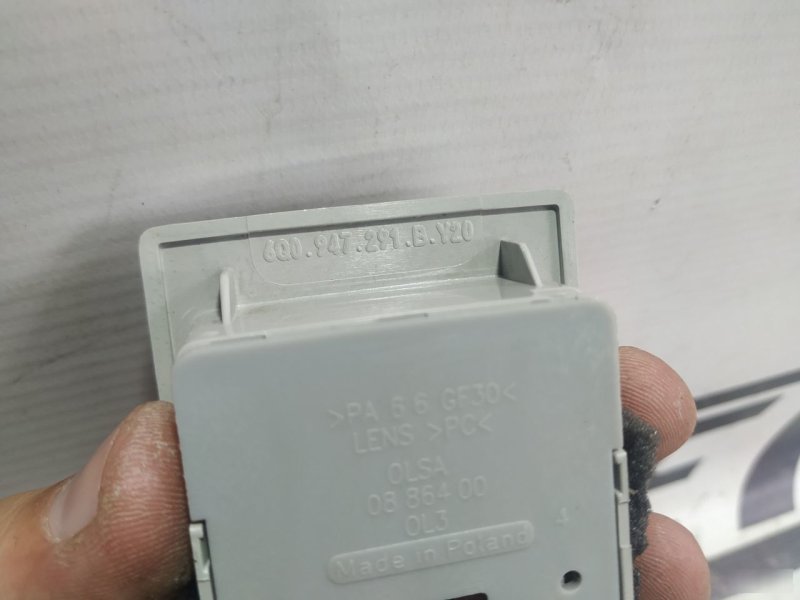 6Q0.947.291.B.Y20
>PA 6 6 GF30<
LENS >PC<
OLSA
08 864 00
OL3
4
Made in Poland